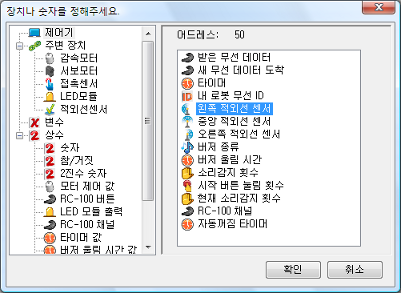 장치나 숫자를 정해주세요.
제어기
주변 장치
감속모터
서보모터
접촉센서
LED모듈
적외선센서
변수
상수
숫자
참/거짓
2진수 숫자
모터 제어 값
RC-100 버튼
LED 모듈 출력
RC-100 채널
타이머 값
버저 울림 시간 값
어드레스: 50
받은 무선 데이터
새 무선 데이터 도착
타이머
내 로봇 무선 ID
왼쪽 적외선 센서
중앙 적외선 센서
오른쪽 적외선 센서
버저 음류
버저 울림 시간
소리감지 횟수
시작 버튼 눌림 횟수
현재 소리감지 횟수
RC-100 채널
자동꺼짐 타이머
확인
취소